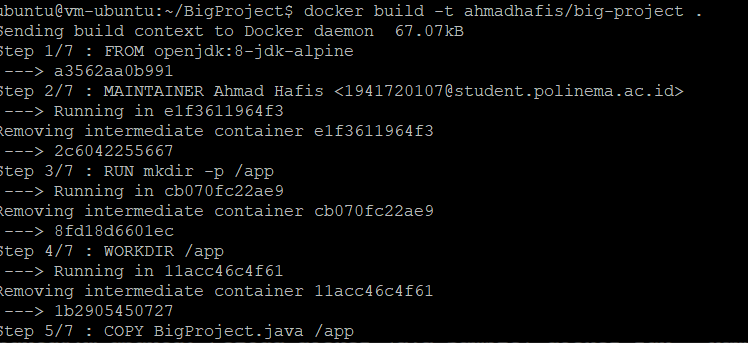 ubuntu@vm-ubuntu:~/BigProject$ docker build -t ahmadhafis/big-project .
Sending build context to Docker daemon  67.07kB
Step 1/7 : FROM openjdk:8-jdk-alpine
 ---> a3562aa0b991
Step 2/7 : MAINTAINER Ahmad Hafis <1941720107@student.polinema.ac.id>
 ---> Running in e1f3611964f3
Removing intermediate container e1f3611964f3
 ---> 2c6042255667
Step 3/7 : RUN mkdir -p /app
 ---> Running in cb070fc22ae9
Removing intermediate container cb070fc22ae9
 ---> 8fd18d6601ec
Step 4/7 : WORKDIR /app
 ---> Running in 11acc46c4f61
Removing intermediate container 11acc46c4f61
 ---> 1b2905450727
Step 5/7 : COPY BigProject.java /app